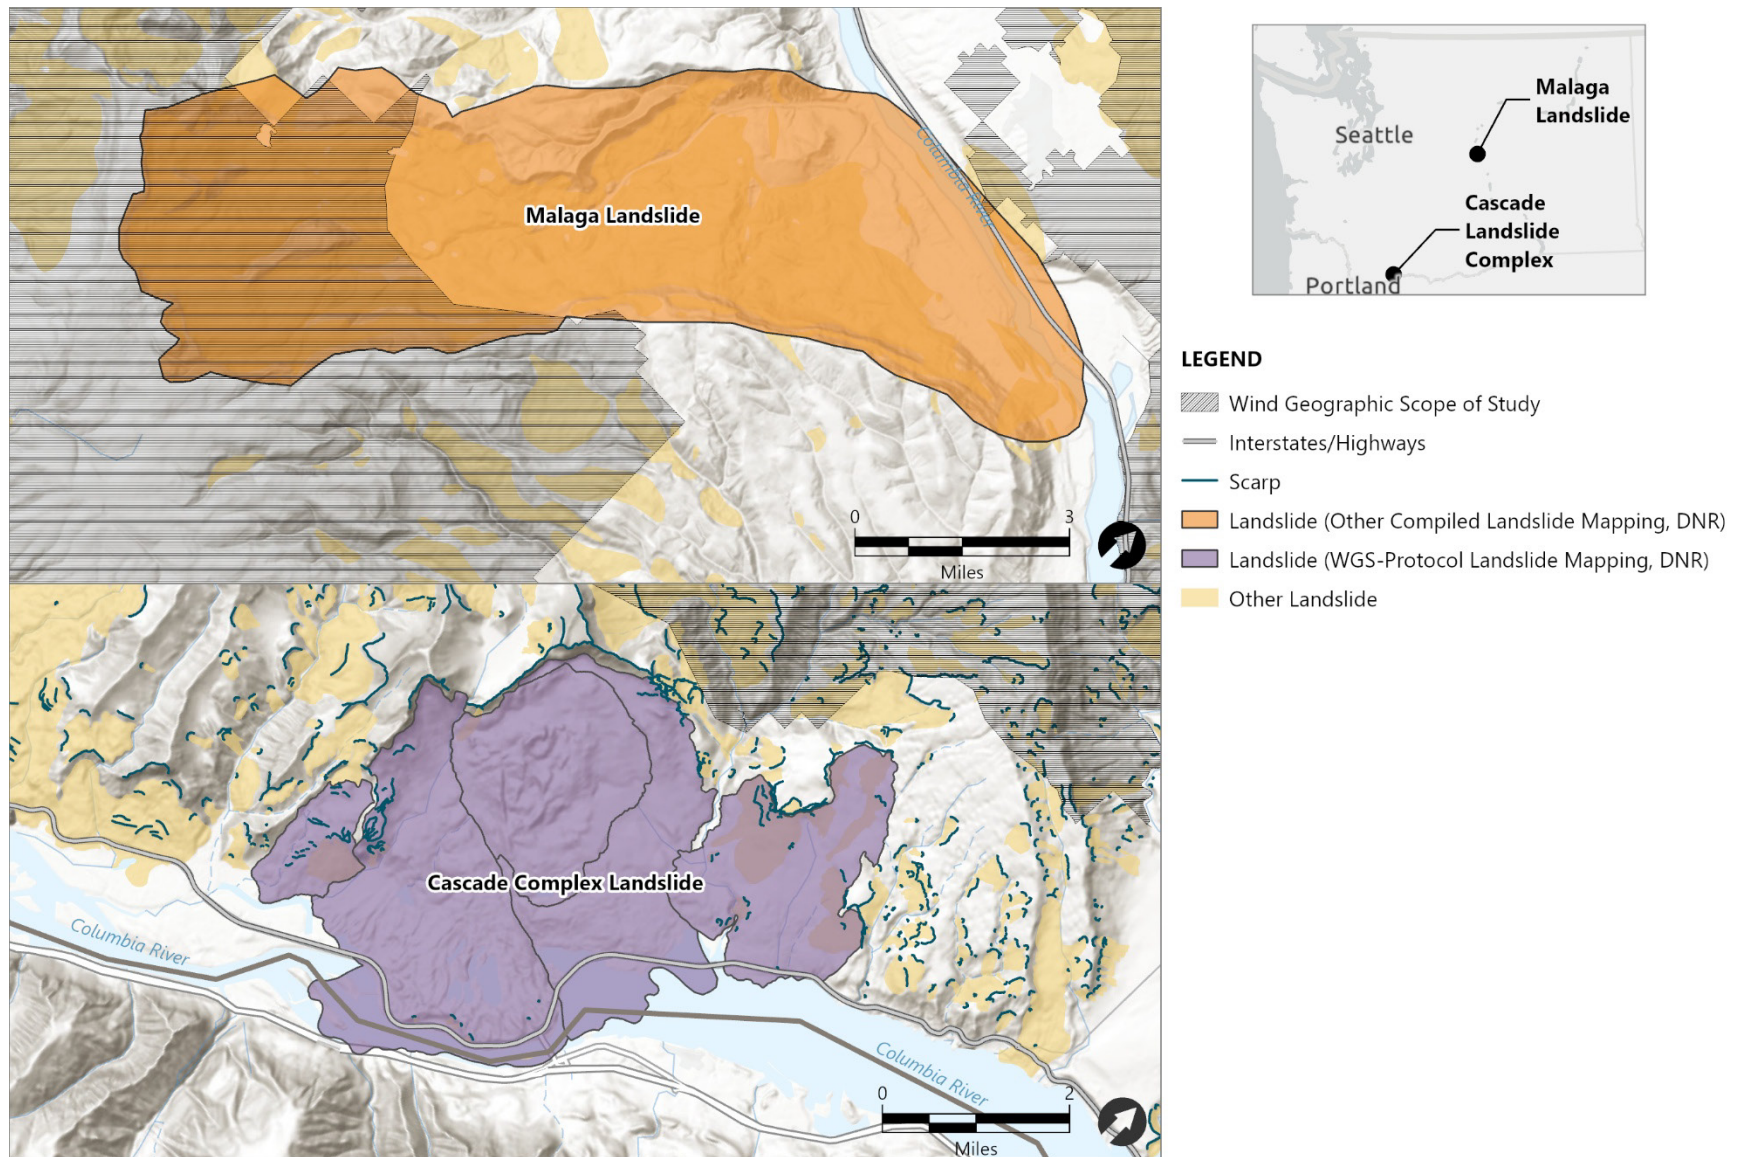 Columbia River
Malaga Landslide
0 3
Miles
Columbia River
Cascade Complex Landslide
Columbia River
0 2
Miles
Seattle
Portland
Malaga
Landslide
Cascade
Landslide
Complex
LEGEND
Wind Geographic Scope of Study
Interstates/Highways
Scarp
Landslide (Other Compiled Landslide Mapping, DNR)
Landslide (WGS-Protocol Landslide Mapping, DNR)
Other Landslide